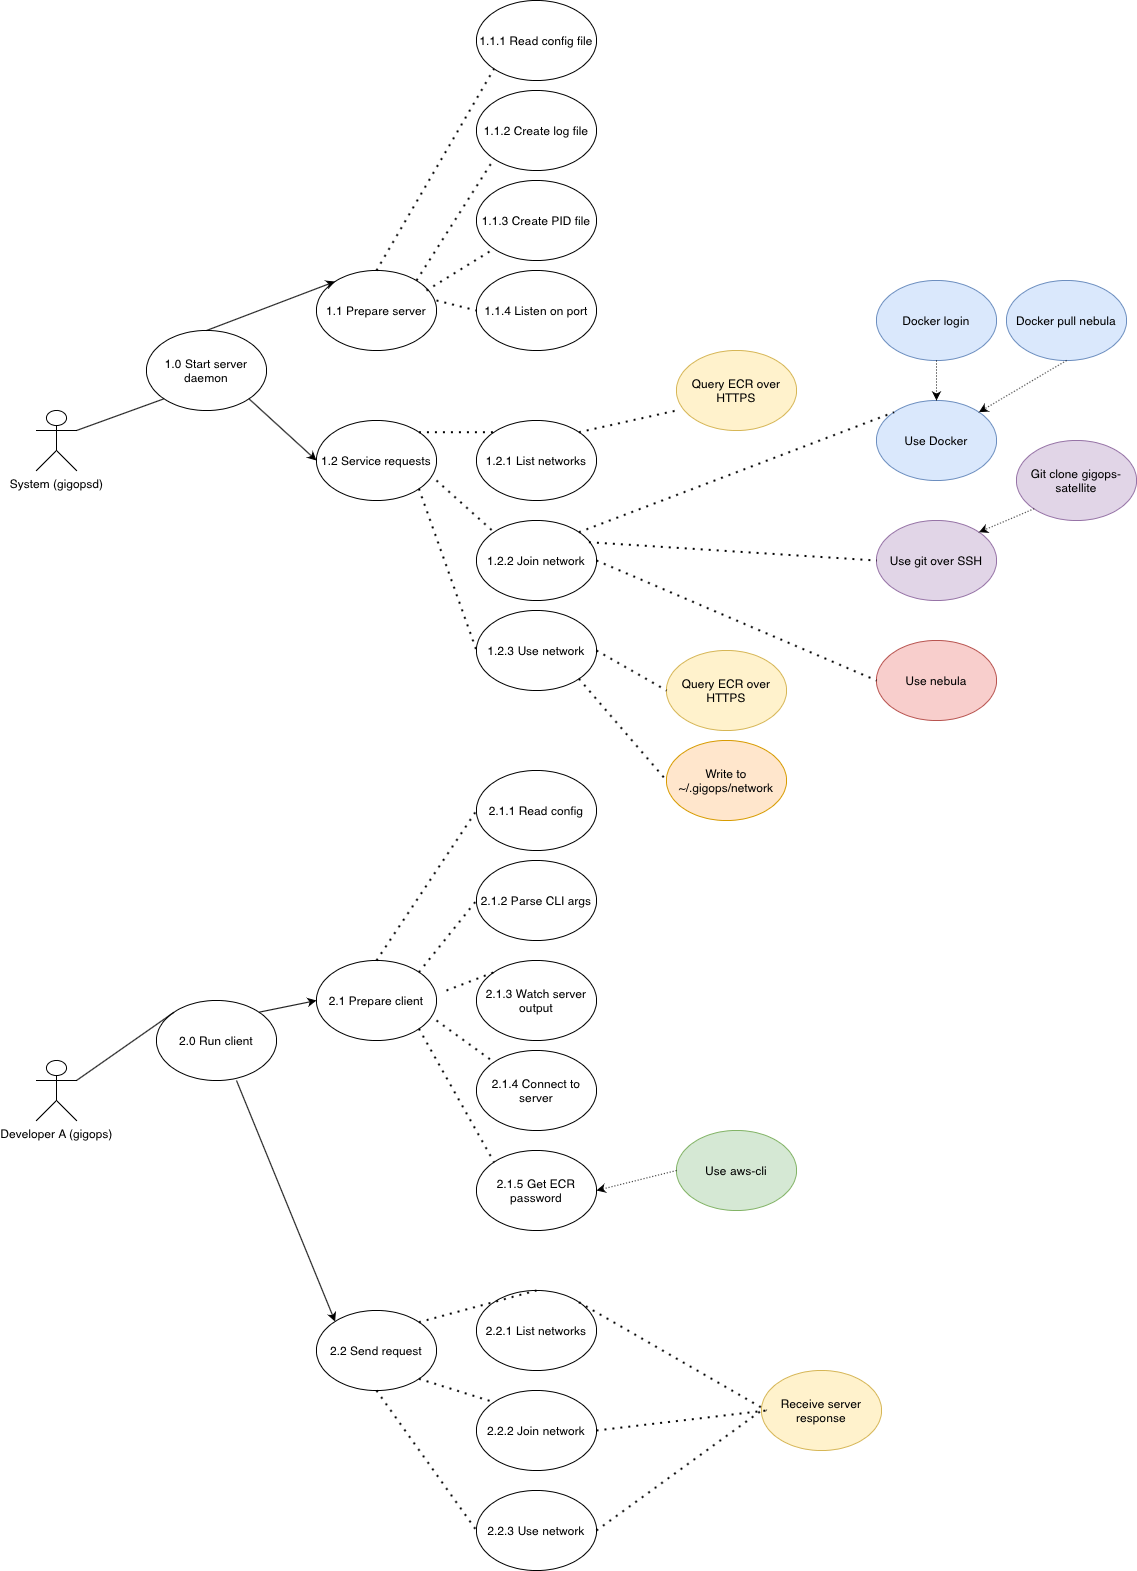 1.1.1 Read config file
1.1.2 Create log file
1.1.3 Create PID file
1.1 Prepare server
1.1.4 Listen on port
Docker login
Docker pull nebula
1.0 Start server
daemon
Query ECR over
HTTPS
Use Docker
System (gigopsd)
1.2 Service requests
1.2.1 List networks
Git clone gigops-
satellite
1.2.2 Join network
Use git over SSH
1.2.3 Use network
Query ECR over
HTTPS
Use nebula
Write to
~/.gigops/network
2.1.1 Read config
2.1.2 Parse CLI args
2.1 Prepare client
2.1.3 Watch server
output
2.0 Run client
2.1.4 Connect to
server
Developer A (gigops)
2.1.5 Get ECR
password
Use aws-cli
2.2.1 List networks
2.2 Send request
Receive server
response
2.2.2 Join network
2.2.3 Use network